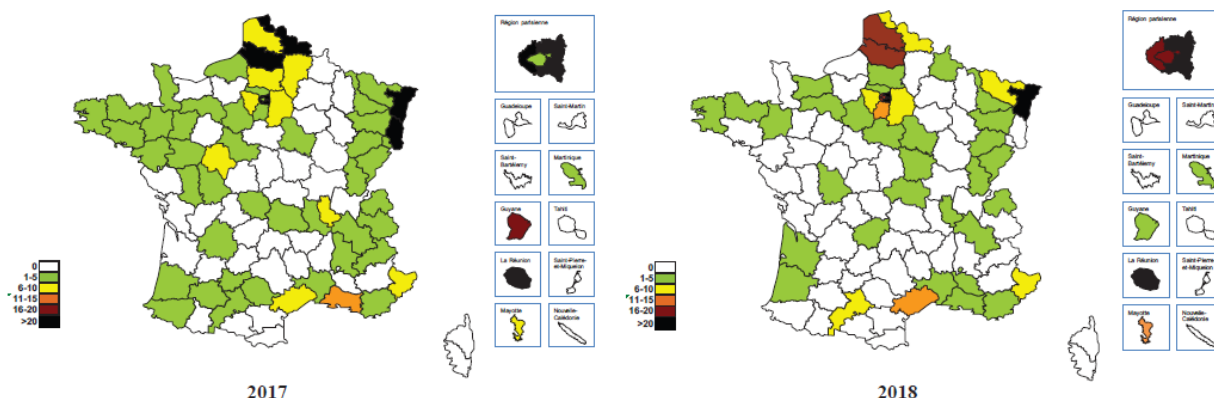 Région parisienne
Guadeloupe
Saint-Martin
Saint-
Bartélemy
Martinique
Guyane
Tahiti
La Réunion
Saint-Pierre-
et-Miquelon
Mayotte
Nouvelle-
Calédonie
0
1-5
6-10
11-15
16-20
>20
2017
Région parisienne
Guadeloupe
Saint-Martin
Saint-
Bartélemy
Martinique
Guyane
Tahiti
La Réunion
Saint-Pierre-
et-Miquelon
Mayotte
Nouvelle-
Calédonie
0
1-5
6-10
11-15
16-20
>20
2018